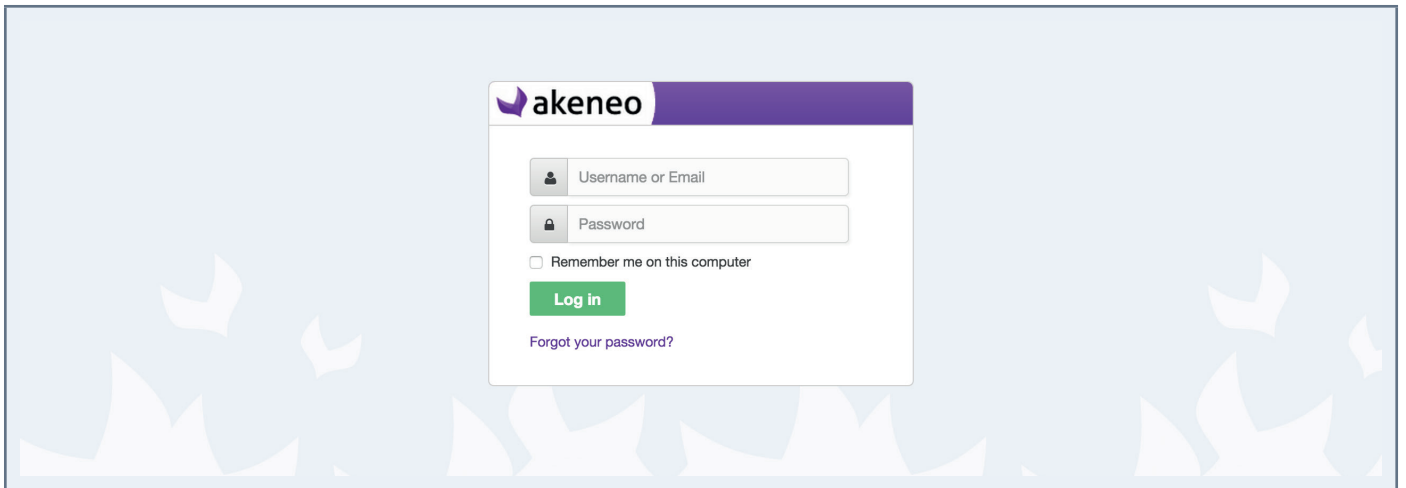 akeneo
Username or Email
Password
Remember me on this computer
Log in
Forgot your password?